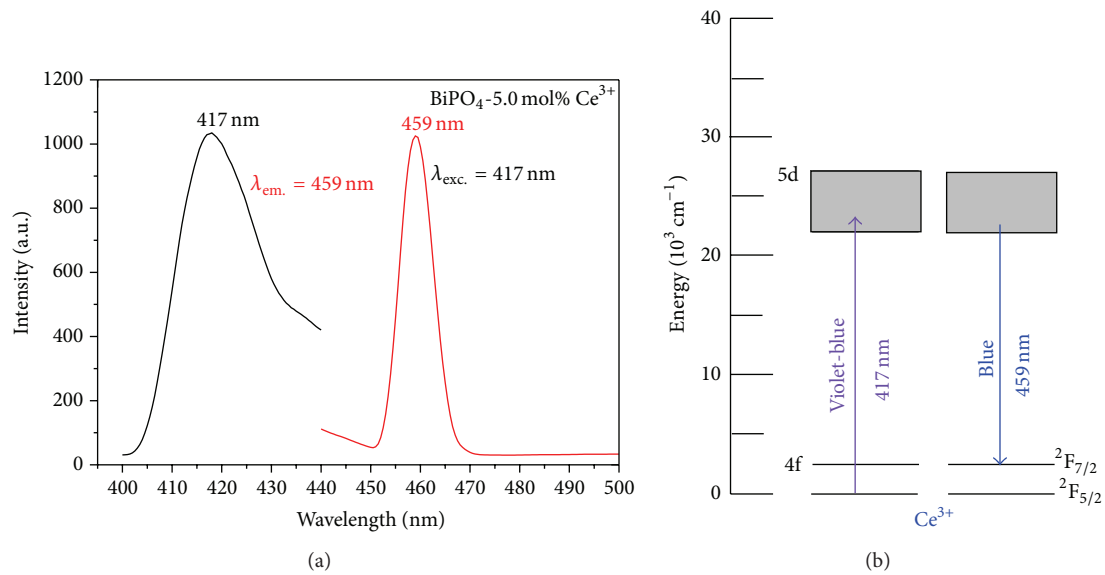 1200
1000
800
600
400
200
0
Intensity (a.u.)
BiPO₄-5.0 mol% Ce³⁺
417 nm
459 nm
λem. = 459 nm
λexc. = 417 nm
400 410 420 430 440 450 460 470 480 490 500
Wavelength (nm)
(a)
40
30
20
10
0
Energy (10³ cm⁻¹)
5d
4f
Violet-blue
417 nm
Blue
459 nm
²F₇/₂
²F₅/₂
Ce³⁺
(b)